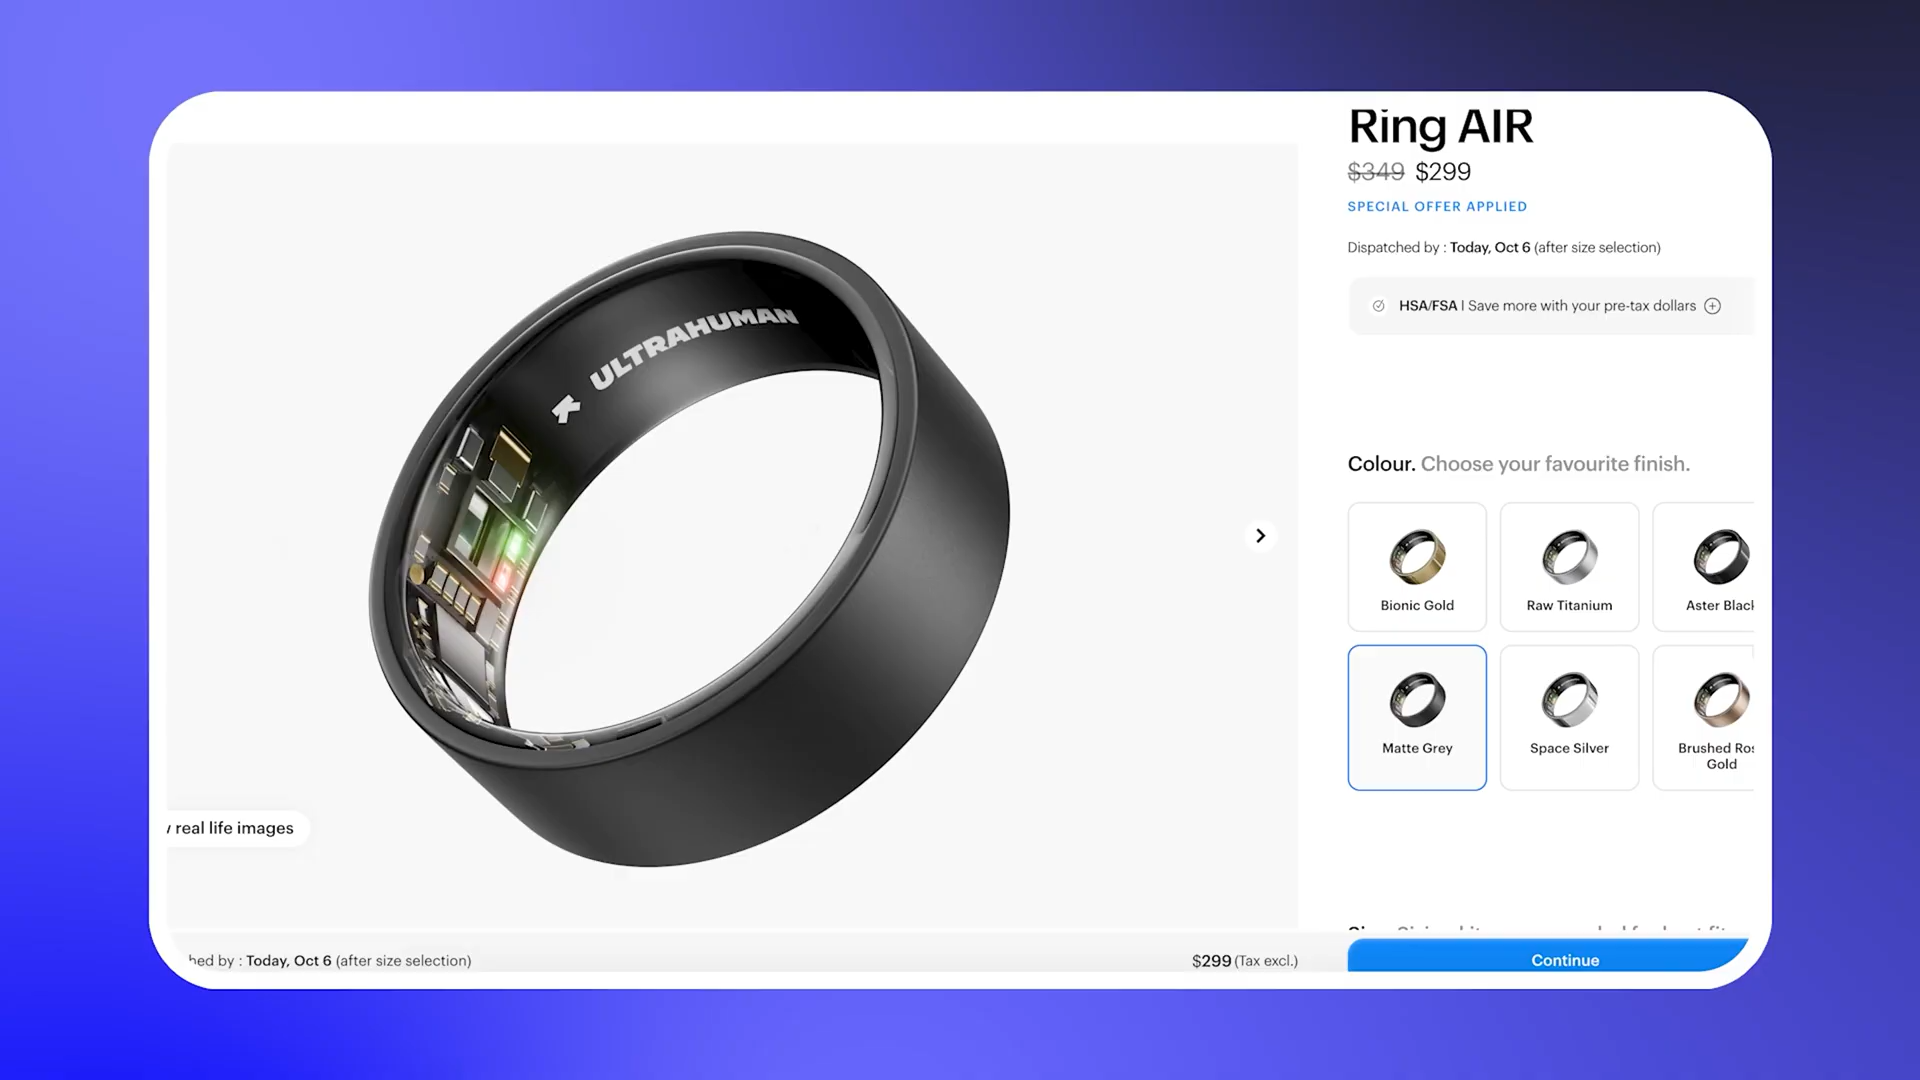 Ring AIR
$349 $299
SPECIAL OFFER APPLIED
Dispatched by : Today, Oct 6 (after size selection)
HSA/FSA | Save more with your pre-tax dollars
ULTRAHUMAN
Colour. Choose your favourite finish.
Bionic Gold
Raw Titanium
Aster Black
Matte Grey
Space Silver
Brushed Ros
Gold
real life images
hed by : Today, Oct 6 (after size selection)
$299 (Tax excl.)
Continue